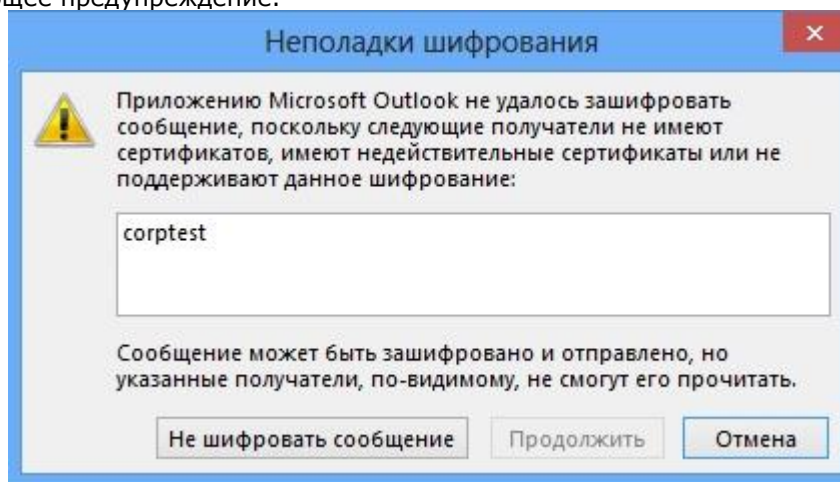 предупреждение:
Неполадки шифрования
Приложению Microsoft Outlook не удалось зашифровать
сообщение, поскольку следующие получатели не имеют
сертификатов, имеют недействительные сертификаты или не
поддерживают данное шифрование:
corptest
Сообщение может быть зашифровано и отправлено, но
указанные получатели, по-видимому, не смогут его прочитать.
Не шифровать сообщение Продолжить Отмена